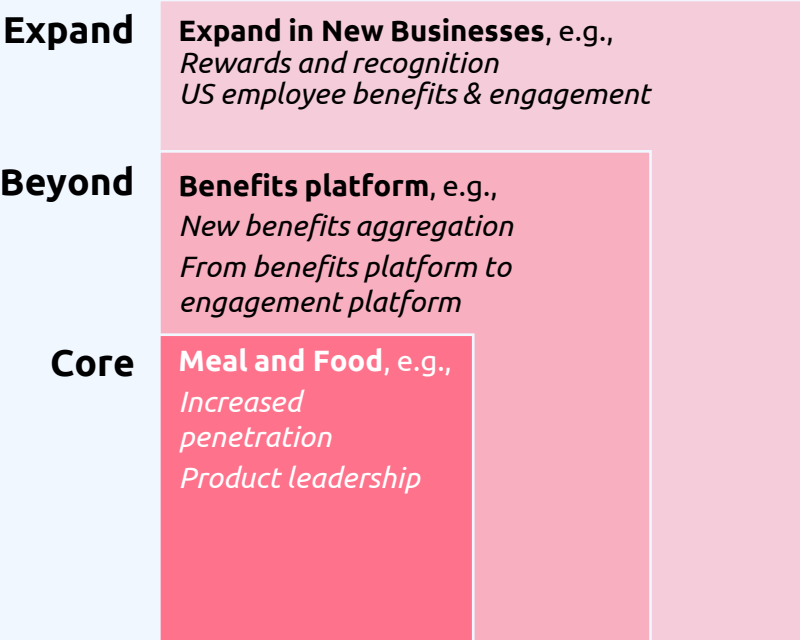 Expand
Expand in New Businesses, e.g.,
Rewards and recognition
US employee benefits & engagement
Beyond
Benefits platform, e.g.,
New benefits aggregation
From benefits platform to
engagement platform
Core
Meal and Food, e.g.,
Increased
penetration
Product leadership